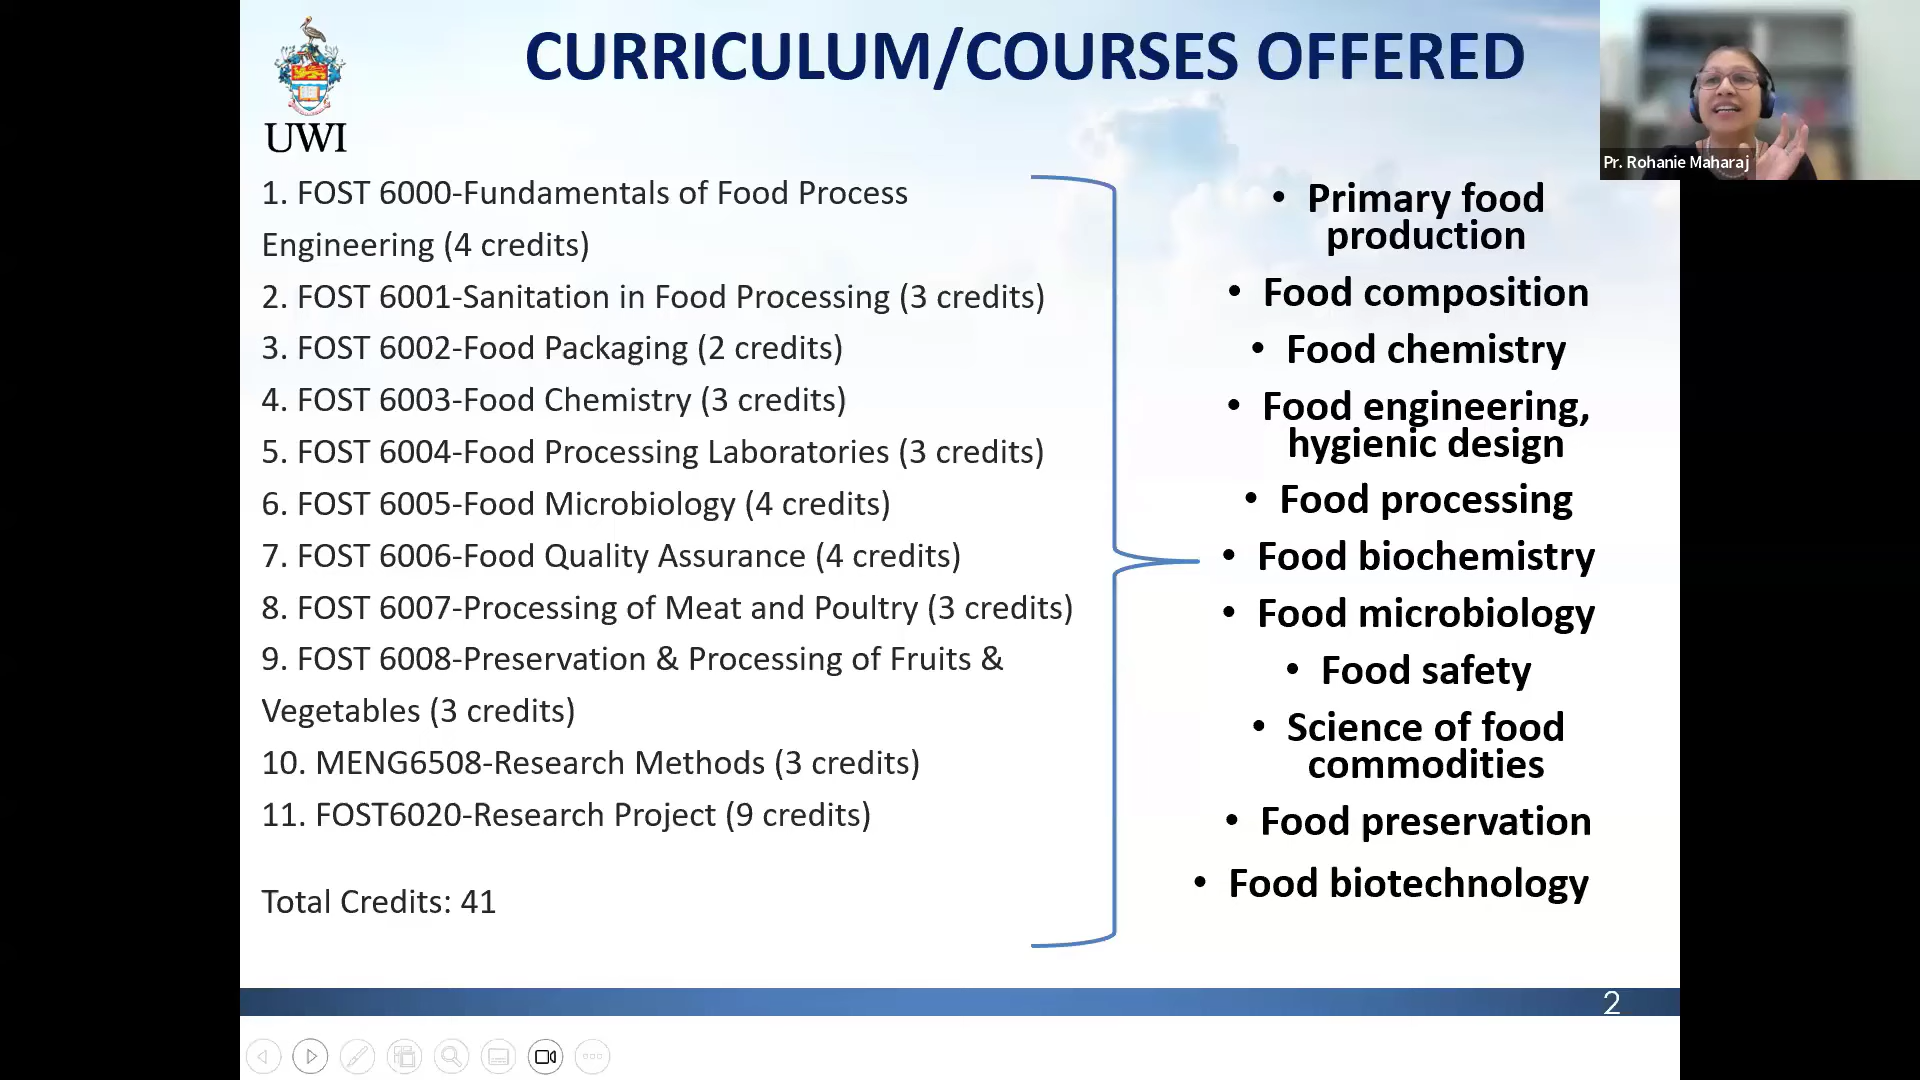 CURRICULUM/COURSES OFFERED
UWI
Pr. Rohanie Maharaj
1. FOST 6000-Fundamentals of Food Process
Engineering (4 credits)
2. FOST 6001-Sanitation in Food Processing (3 credits)
3. FOST 6002-Food Packaging (2 credits)
4. FOST 6003-Food Chemistry (3 credits)
5. FOST 6004-Food Processing Laboratories (3 credits)
6. FOST 6005-Food Microbiology (4 credits)
7. FOST 6006-Food Quality Assurance (4 credits)
8. FOST 6007-Processing of Meat and Poultry (3 credits)
9. FOST 6008-Preservation & Processing of Fruits &
Vegetables (3 credits)
10. MENG6508-Research Methods (3 credits)
11. FOST6020-Research Project (9 credits)
Total Credits: 41
• Primary food
production
• Food composition
• Food chemistry
• Food engineering,
hygienic design
• Food processing
• Food biochemistry
• Food microbiology
• Food safety
• Science of food
commodities
• Food preservation
• Food biotechnology
2